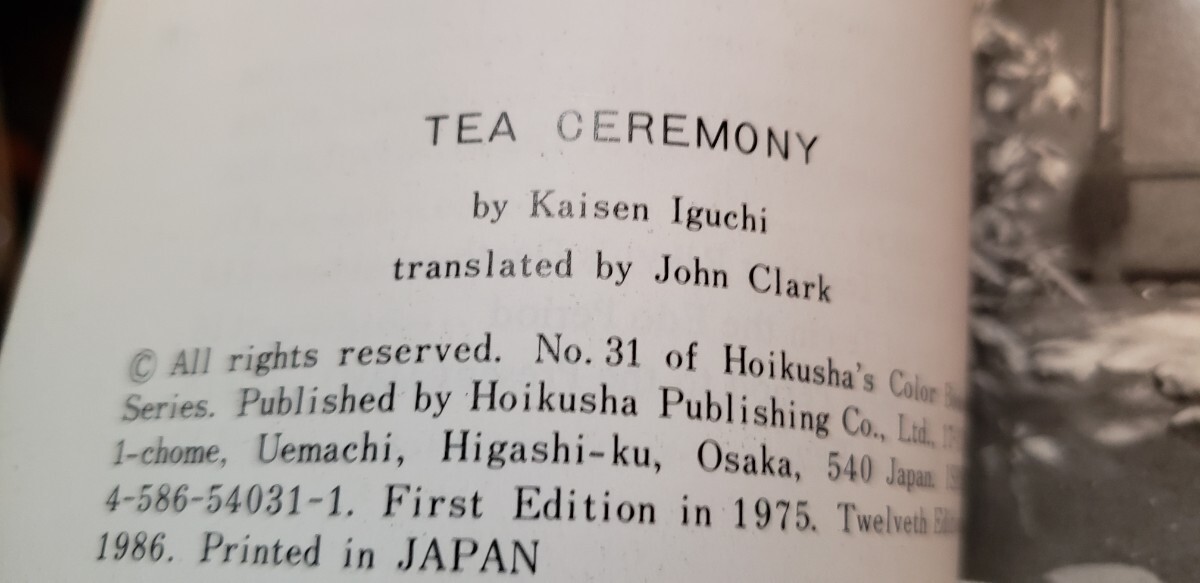 TEA CEREMONY
by Kaisen Iguchi
translated by John Clark
© All rights reserved. No. 31 of Hoikusha's Color
Series. Published by Hoikusha Publishing Co., Ltd.,
1-chome, Uemachi, Higashi-ku, Osaka, 540 Japan.
4-586-54031-1. First Edition in 1975. Twelveth
1986. Printed in JAPAN